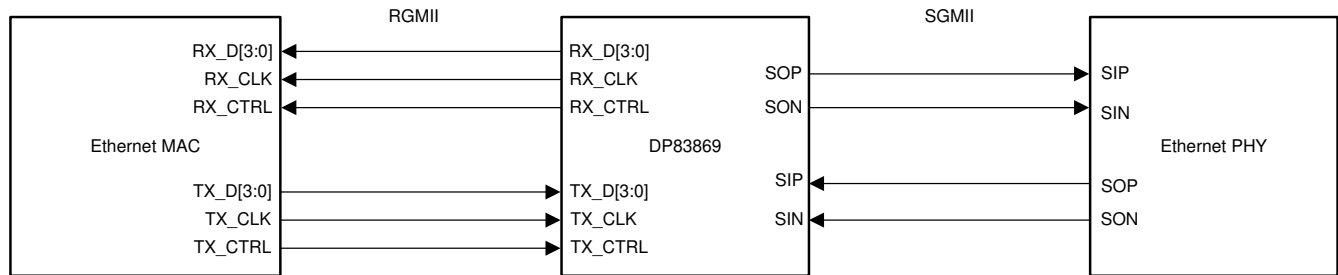 RGMII
SGMII
RX_D[3:0]
RX_CLK
RX_CTRL
Ethernet MAC
TX_D[3:0]
TX_CLK
TX_CTRL
RX_D[3:0]
RX_CLK
RX_CTRL
SOP
SON
DP83869
SIP
SIN
TX_D[3:0]
TX_CLK
TX_CTRL
SIP
SIN
Ethernet PHY
SOP
SON